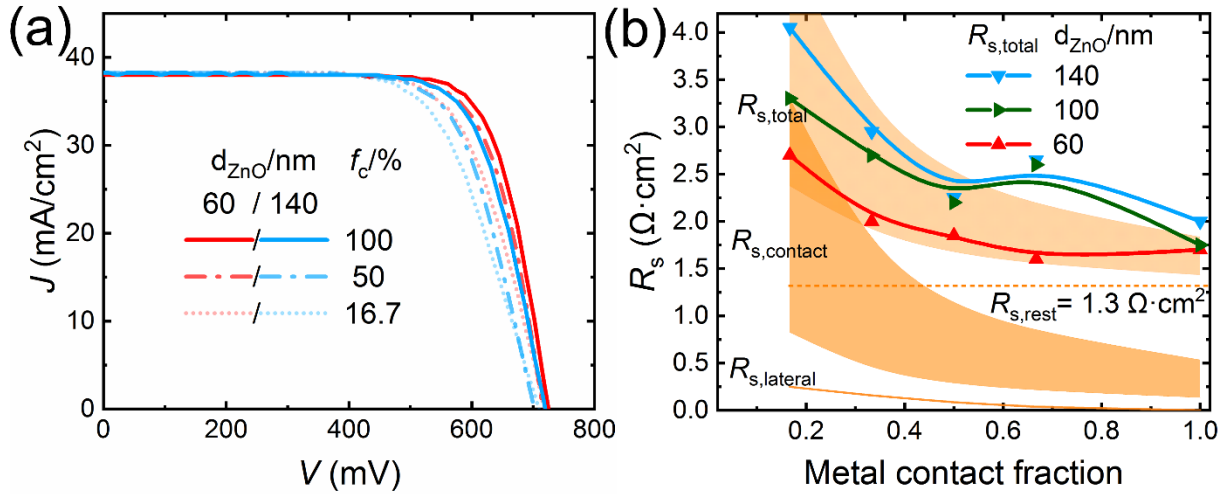 (a)
40
30
20
10
0
J (mA/cm²)
d_ZnO/nm f_c/%
60 / 140
100
50
16.7
0 200 400 600 800
V (mV)
(b)
R_s,total d_ZnO/nm
140
100
60
4.0
3.5
3.0
2.5
2.0
1.5
1.0
0.5
0.0
R_s (Ω·cm²)
R_s,total
R_s,contact
R_s,rest = 1.3 Ω·cm²
R_s,lateral
0.2 0.4 0.6 0.8 1.0
Metal contact fraction